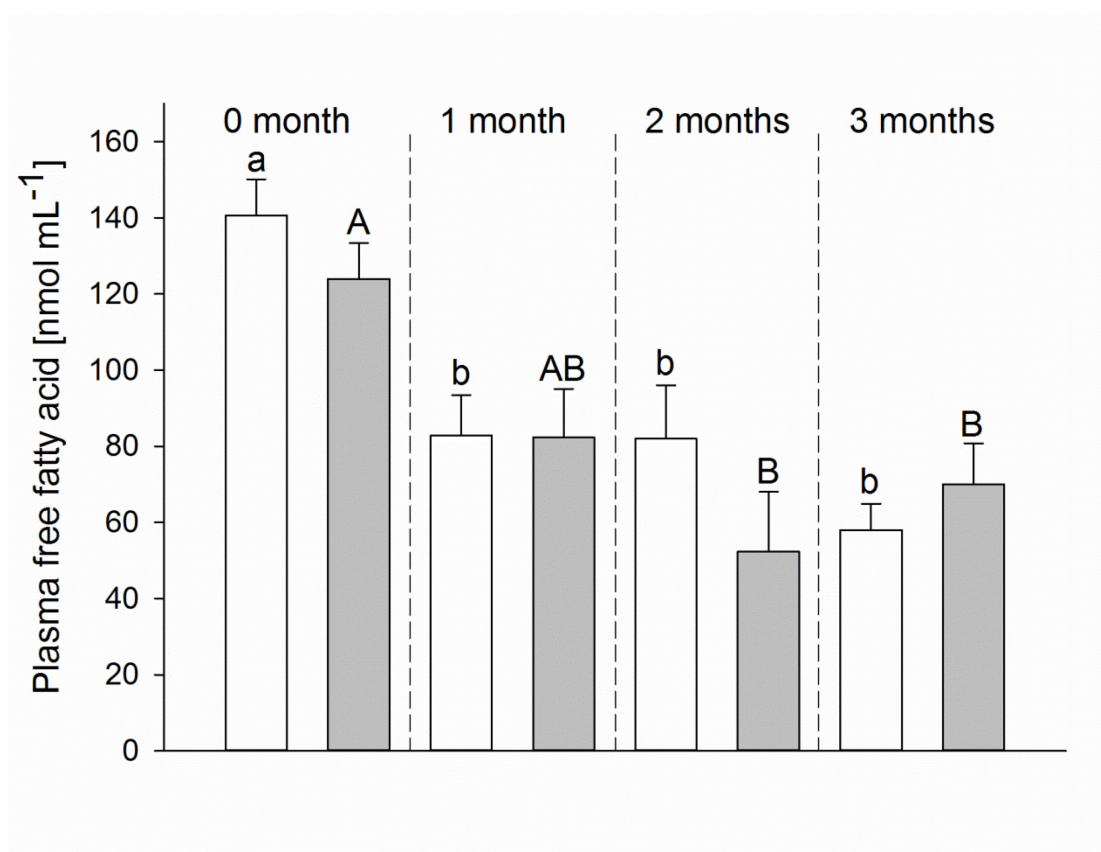 0 month 1 month 2 months 3 months
Plasma free fatty acid [nmol mL-1]
160
140
120
100
80
60
40
20
0
a
A
b
AB
b
B
b
B